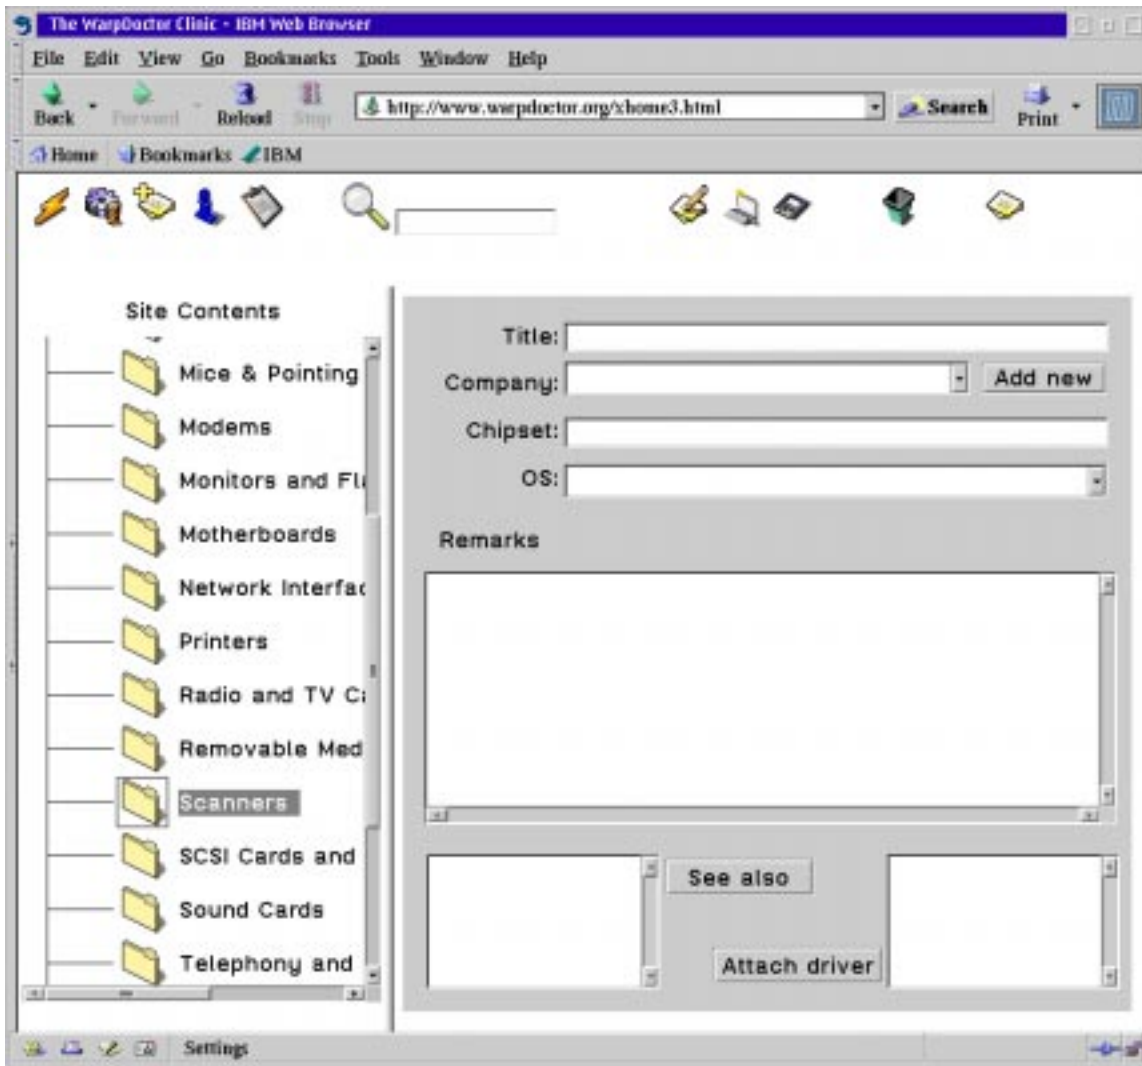 The WarpDoctor Clinic - IBM Web Browser
File Edit View Go Bookmarks Tools Window Help
Back Forward Reload Stop http://www.warpdoctor.org/xhome3.html Search Print
Home Bookmarks IBM
Site Contents
Mice & Pointing
Modems
Monitors and Fla
Motherboards
Network Interfac
Printers
Radio and TV Ca
Removable Med
Scanners
SCSI Cards and
Sound Cards
Telephony and
Title:
Company: Add new
Chipset:
OS:
Remarks
See also
Attach driver
Settings